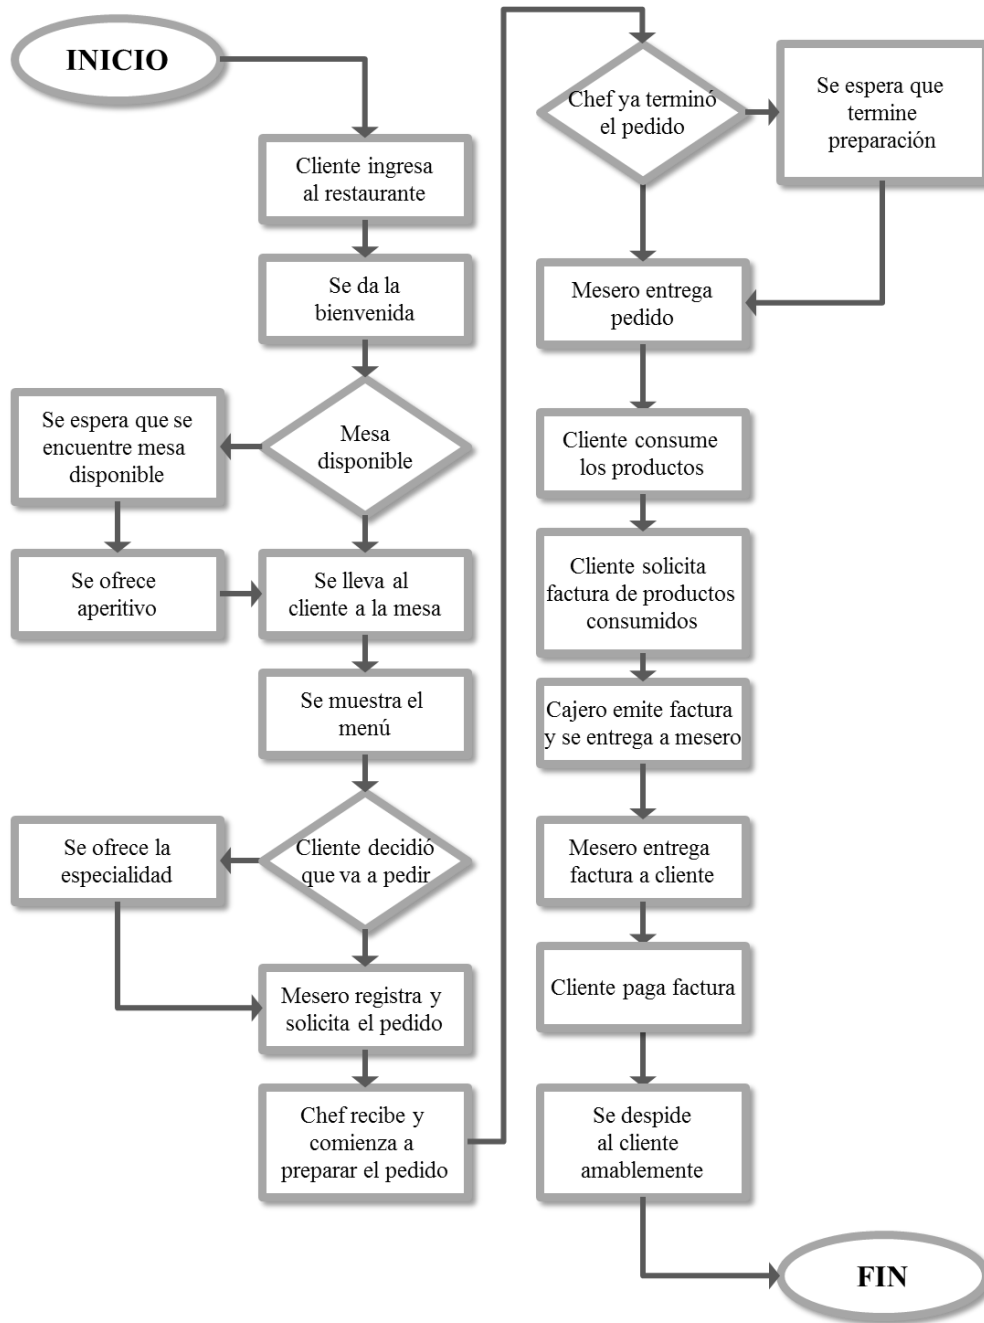 INICIO
Cliente ingresa
al restaurante
Se da la
bienvenida
Mesa
disponible
Se espera que se
encuentre mesa
disponible
Se ofrece
aperitivo
Se lleva al
cliente a la mesa
Se muestra el
menú
Cliente decidió
que va a pedir
Se ofrece la
especialidad
Mesero registra y
solicita el pedido
Chef recibe y
comienza a
preparar el pedido
Chef ya terminó
el pedido
Se espera que
termine
preparación
Mesero entrega
pedido
Cliente consume
los productos
Cliente solicita
factura de productos
consumidos
Cajero emite factura
y se entrega a mesero
Mesero entrega
factura a cliente
Cliente paga factura
Se despide
al cliente
amablemente
FIN